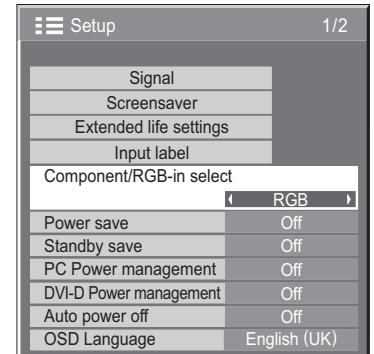 Setup 1/2
Signal
Screensaver
Extended life settings
Input label
Component/RGB-in select
RGB
Power save Off
Standby save Off
PC Power management Off
DVI-D Power management Off
Auto power off Off
OSD Language English (UK)